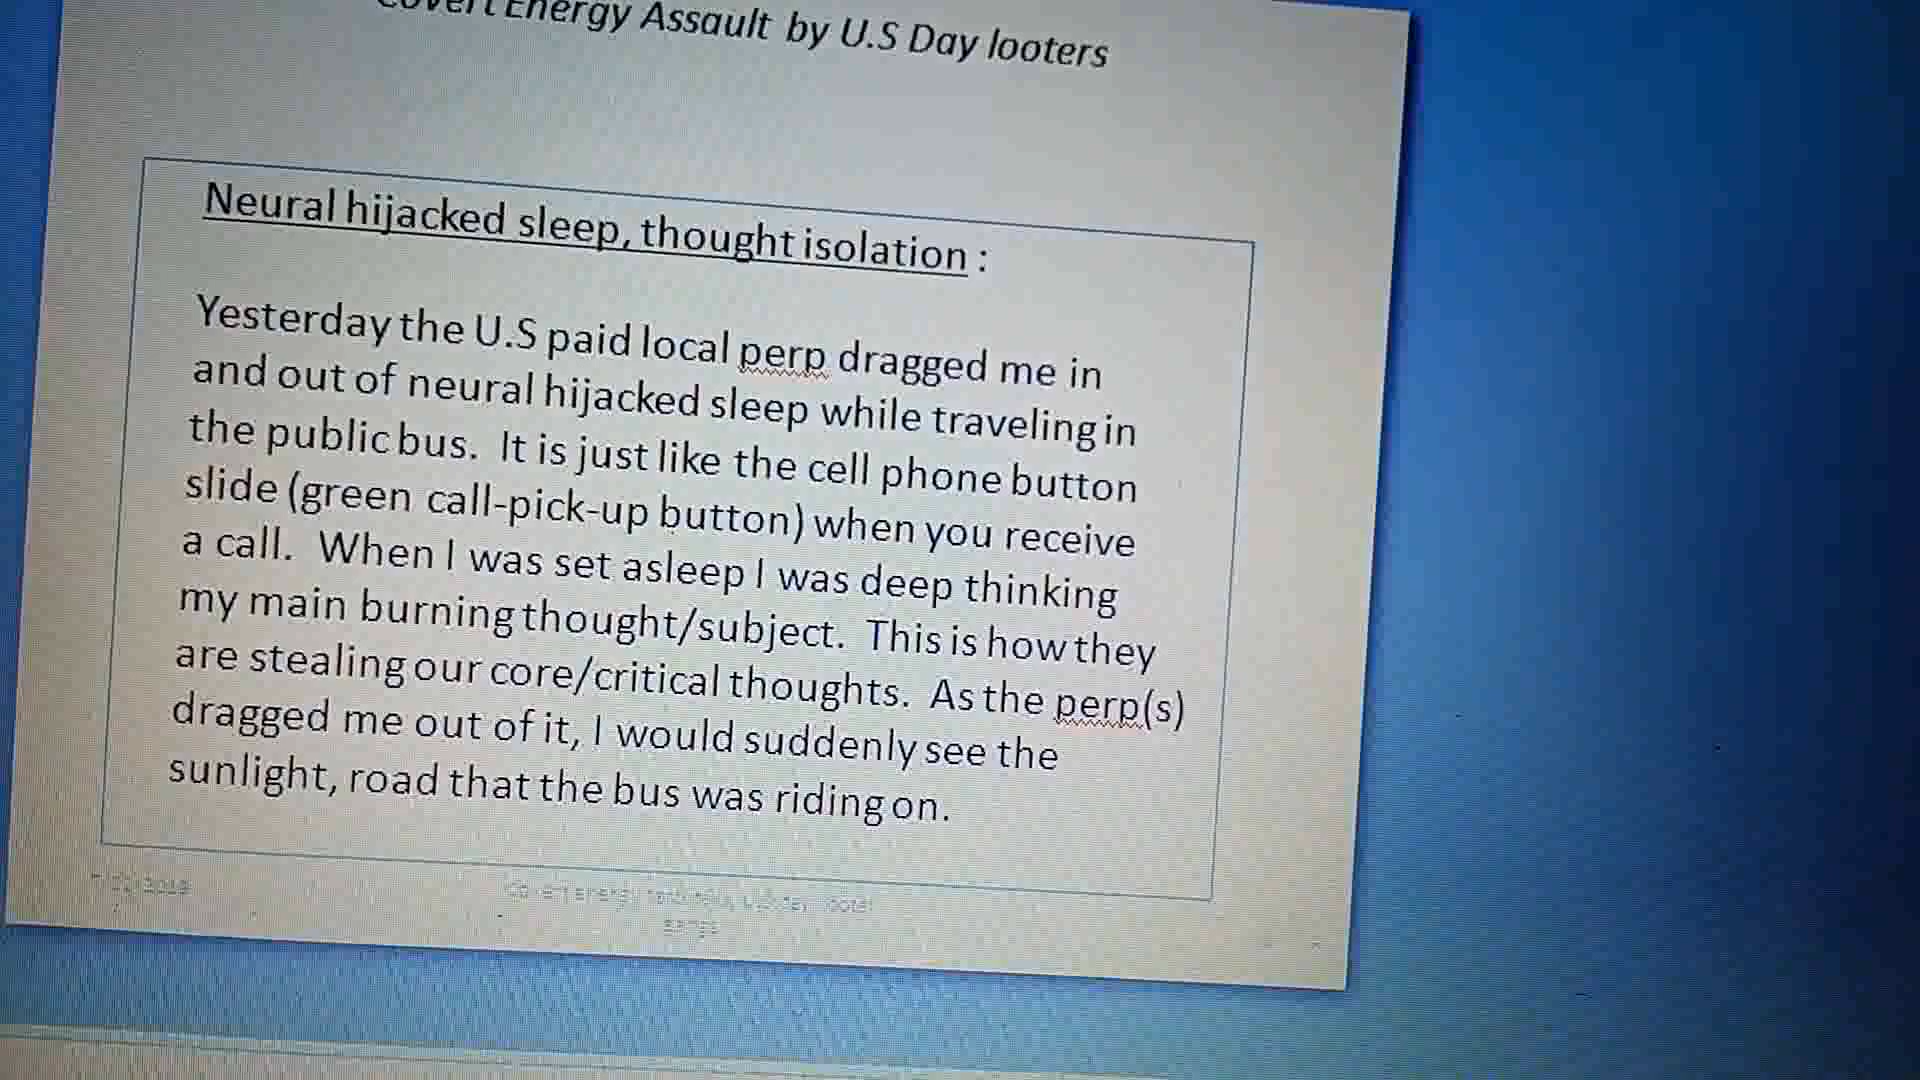 Covert Energy Assault by U.S Day looters
Neural hijacked sleep, thought isolation :
Yesterday the U.S paid local perp dragged me in
and out of neural hijacked sleep while traveling in
the public bus. It is just like the cell phone button
slide (green call-pick-up button) when you receive
a call. When I was set asleep I was deep thinking
my main burning thought/subject. This is how they
are stealing our core/critical thoughts. As the perp(s)
dragged me out of it, I would suddenly see the
sunlight, road that the bus was riding on.